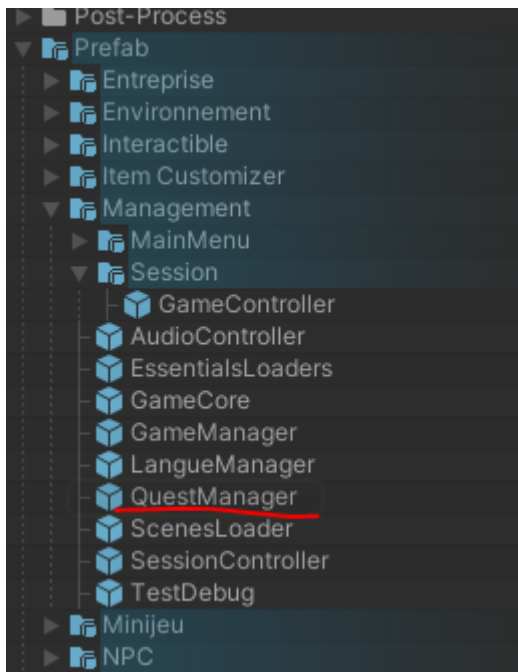 Post-Process
Prefab
Entreprise
Environnement
Interactible
Item Customizer
Management
MainMenu
Session
GameController
AudioController
EssentialsLoaders
GameCore
GameManager
LangueManager
QuestManager
ScenesLoader
SessionController
TestDebug
Minijeu
NPC